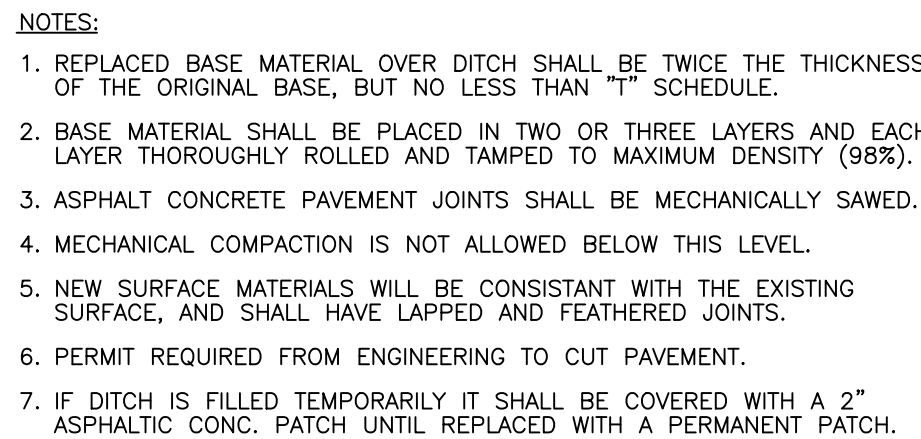 NOTES:
1. REPLACED BASE MATERIAL OVER DITCH SHALL BE TWICE THE THICKNESS
OF THE ORIGINAL BASE, BUT NO LESS THAN "T" SCHEDULE.
2. BASE MATERIAL SHALL BE PLACED IN TWO OR THREE LAYERS AND EACH
LAYER THOROUGHLY ROLLED AND TAMPED TO MAXIMUM DENSITY (98%).
3. ASPHALT CONCRETE PAVEMENT JOINTS SHALL BE MECHANICALLY SAWED.
4. MECHANICAL COMPACTION IS NOT ALLOWED BELOW THIS LEVEL.
5. NEW SURFACE MATERIALS WILL BE CONSISTANT WITH THE EXISTING
SURFACE, AND SHALL HAVE LAPPED AND FEATHERED JOINTS.
6. PERMIT REQUIRED FROM ENGINEERING TO CUT PAVEMENT.
7. IF DITCH IS FILLED TEMPORARILY IT SHALL BE COVERED WITH A 2"
ASPHALTIC CONC. PATCH UNTIL REPLACED WITH A PERMANENT PATCH.